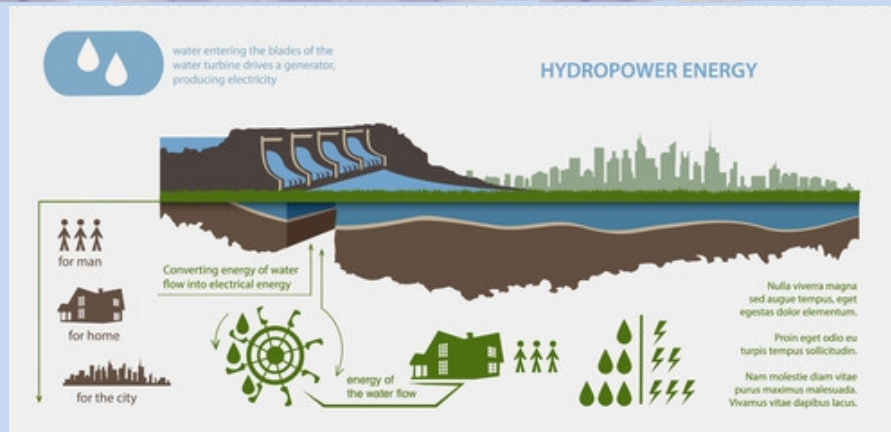 water entering the blades of the
water turbine drives a generator,
producing electricity
HYDROPOWER ENERGY
for man
for home
for the city
Converting energy of water
flow into electrical energy
energy of
the water flow
Nulla viverra magna
sed augue tempus, eget
egestas dolor elementum.
Proin eget odio eu
turpis tempus sollicitudin.
Nam molestie diam vitae
purus maximus malesuada.
Vivamus vitae dapibus lacus.